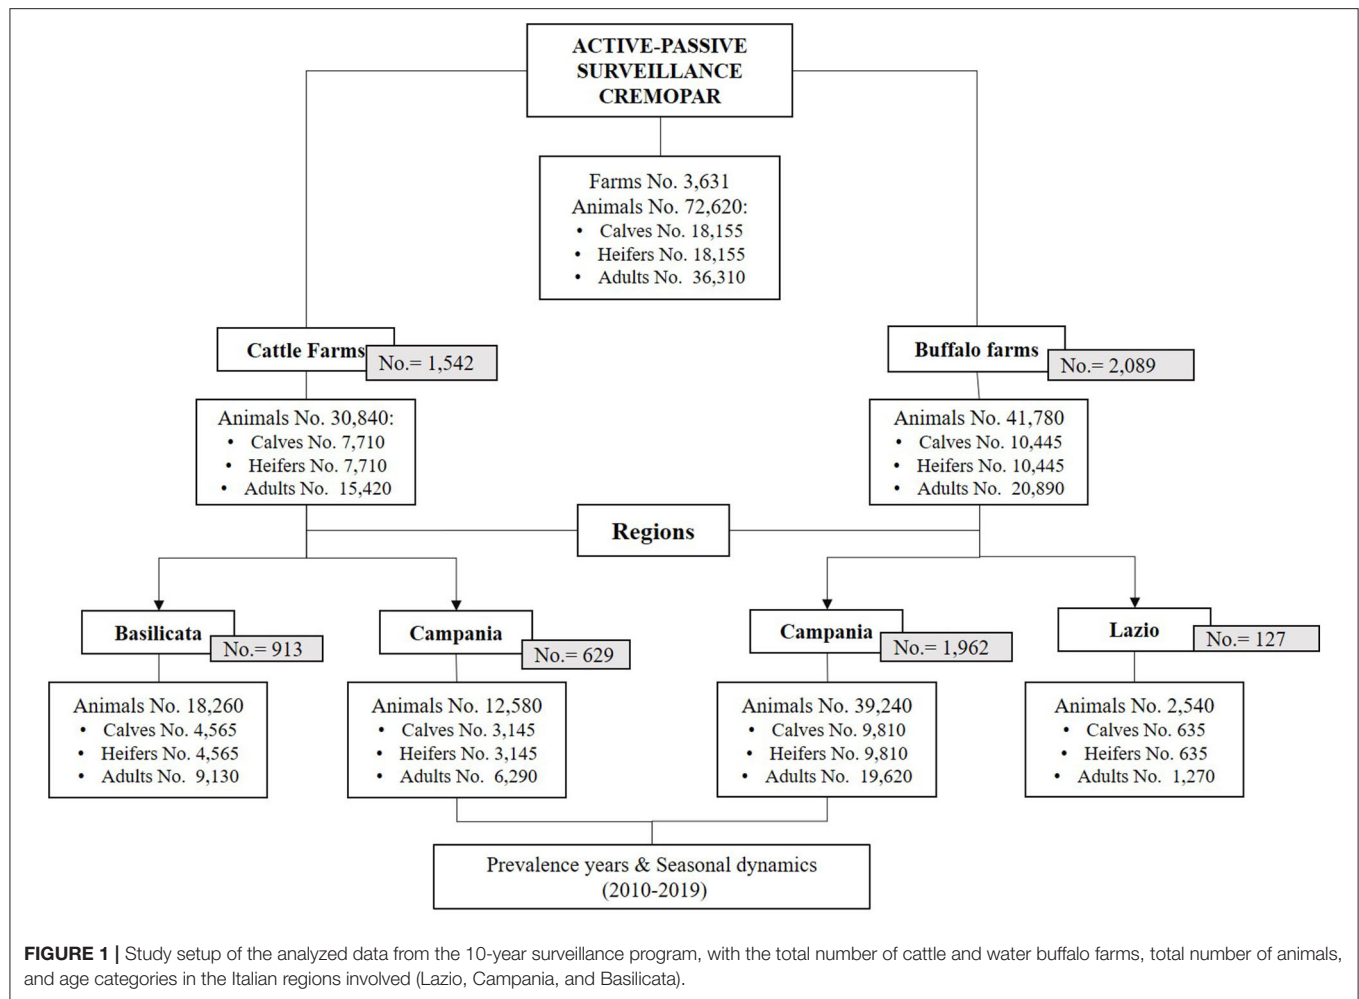 ACTIVE-PASSIVE
SURVEILLANCE
CREMOPAR
Farms No. 3,631
Animals No. 72,620:
• Calves No. 18,155
• Heifers No. 18,155
• Adults No. 36,310
Cattle Farms
No.= 1,542
Buffalo farms
No.= 2,089
Animals No. 30,840:
• Calves No. 7,710
• Heifers No. 7,710
• Adults No. 15,420
Animals No. 41,780
• Calves No. 10,445
• Heifers No. 10,445
• Adults No. 20,890
Regions
Basilicata
No.= 913
Campania
No.= 629
Campania
No.= 1,962
Lazio
No.= 127
Animals No. 18,260
• Calves No. 4,565
• Heifers No. 4,565
• Adults No. 9,130
Animals No. 12,580
• Calves No. 3,145
• Heifers No. 3,145
• Adults No. 6,290
Animals No. 39,240
• Calves No. 9,810
• Heifers No. 9,810
• Adults No. 19,620
Animals No. 2,540
• Calves No. 635
• Heifers No. 635
• Adults No. 1,270
Prevalence years & Seasonal dynamics
(2010-2019)
FIGURE 1 | Study setup of the analyzed data from the 10-year surveillance program, with the total number of cattle and water buffalo farms, total number of animals,
and age categories in the Italian regions involved (Lazio, Campania, and Basilicata).